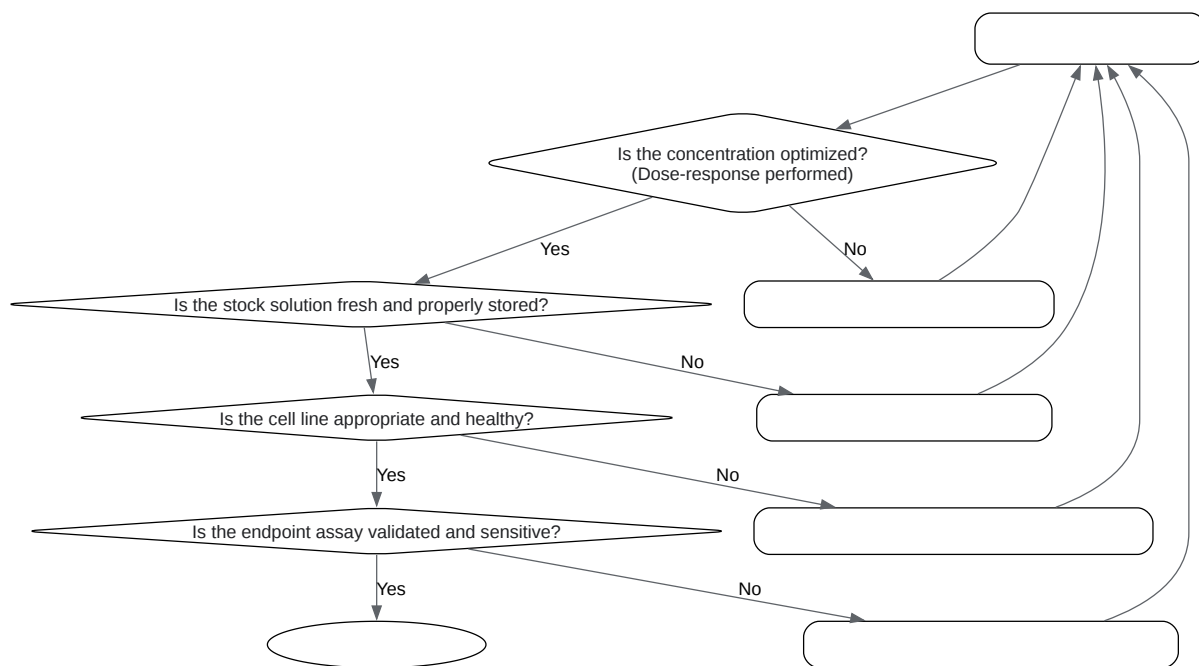 Is the concentration optimized?
(Dose-response performed)
Yes
No
Is the stock solution fresh and properly stored?
Yes
No
Is the cell line appropriate and healthy?
Yes
No
Is the endpoint assay validated and sensitive?
Yes
No